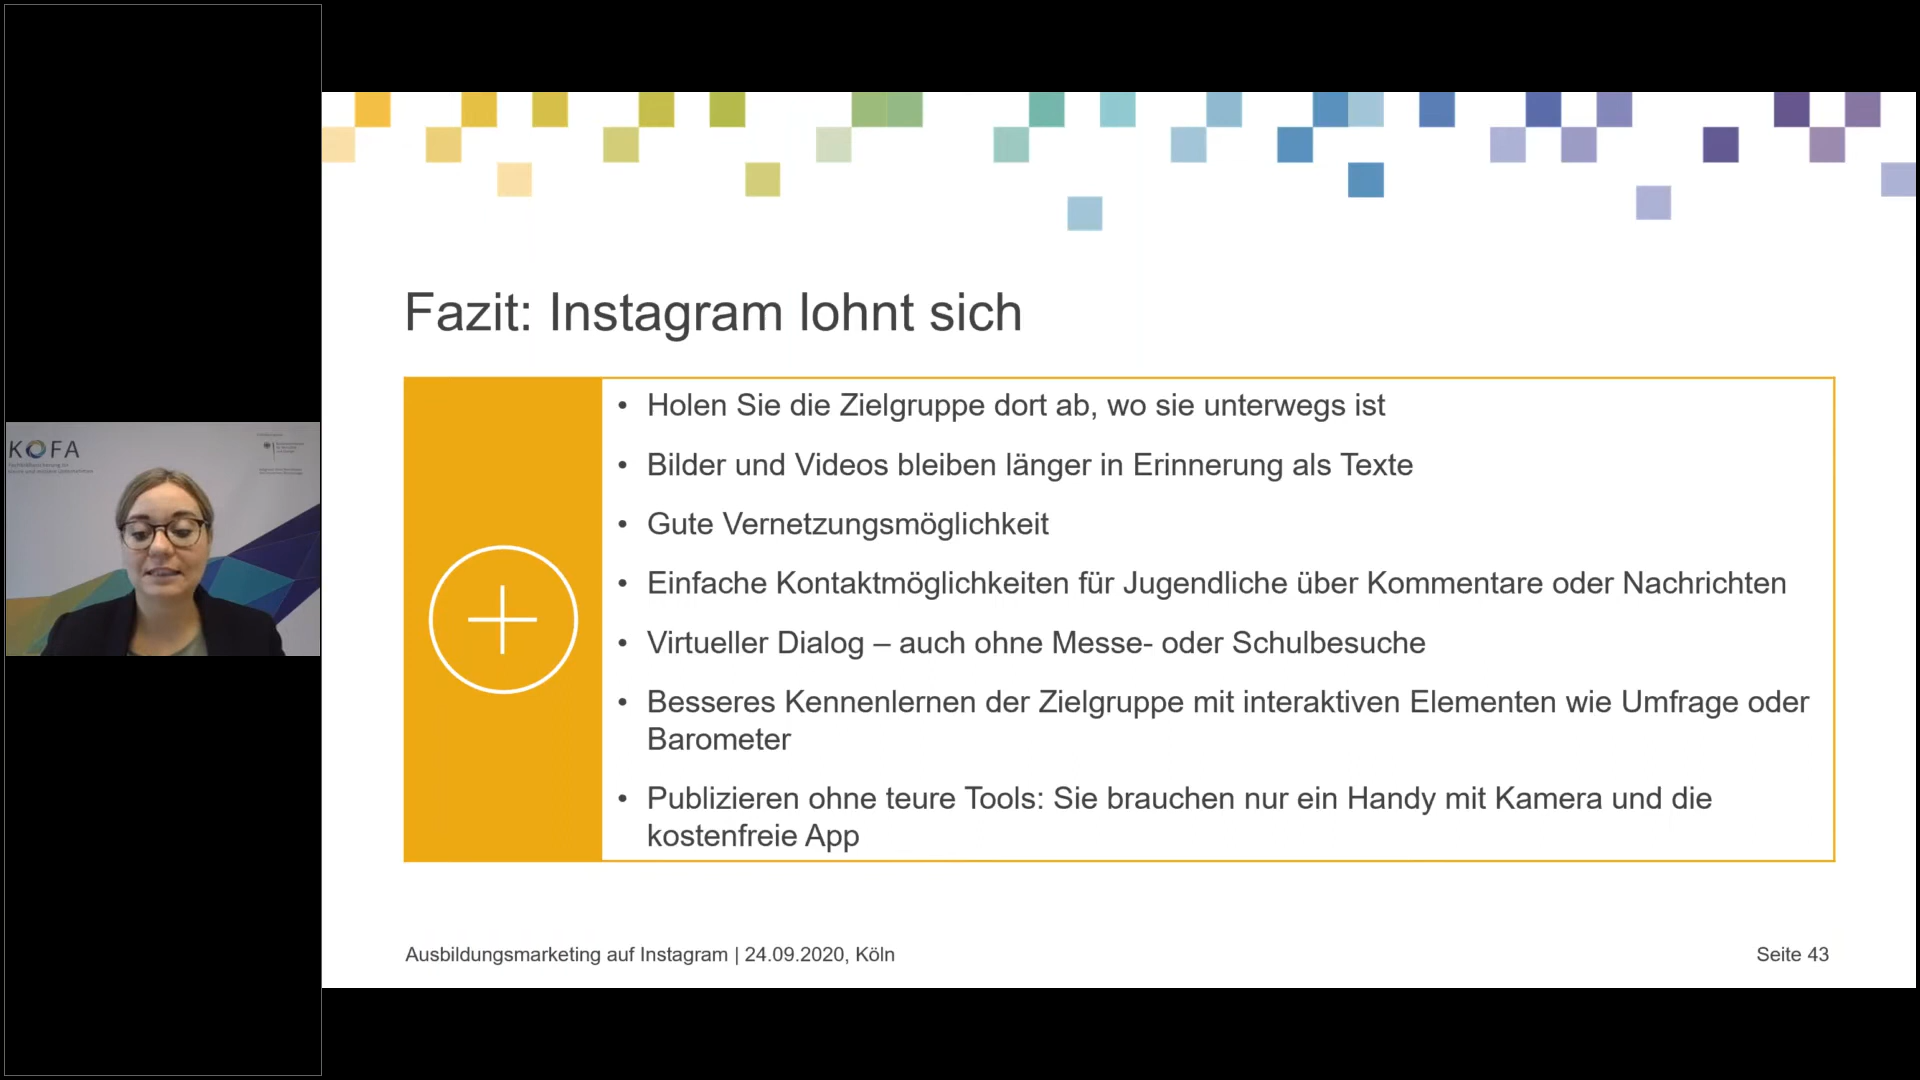 KOFA
Fazit: Instagram lohnt sich
• Holen Sie die Zielgruppe dort ab, wo sie unterwegs ist
• Bilder und Videos bleiben länger in Erinnerung als Texte
• Gute Vernetzungsmöglichkeit
• Einfache Kontaktmöglichkeiten für Jugendliche über Kommentare oder Nachrichten
• Virtueller Dialog – auch ohne Messe- oder Schulbesuche
• Besseres Kennenlernen der Zielgruppe mit interaktiven Elementen wie Umfrage oder
Barometer
• Publizieren ohne teure Tools: Sie brauchen nur ein Handy mit Kamera und die
kostenfreie App
Ausbildungsmarketing auf Instagram | 24.09.2020, Köln
Seite 43